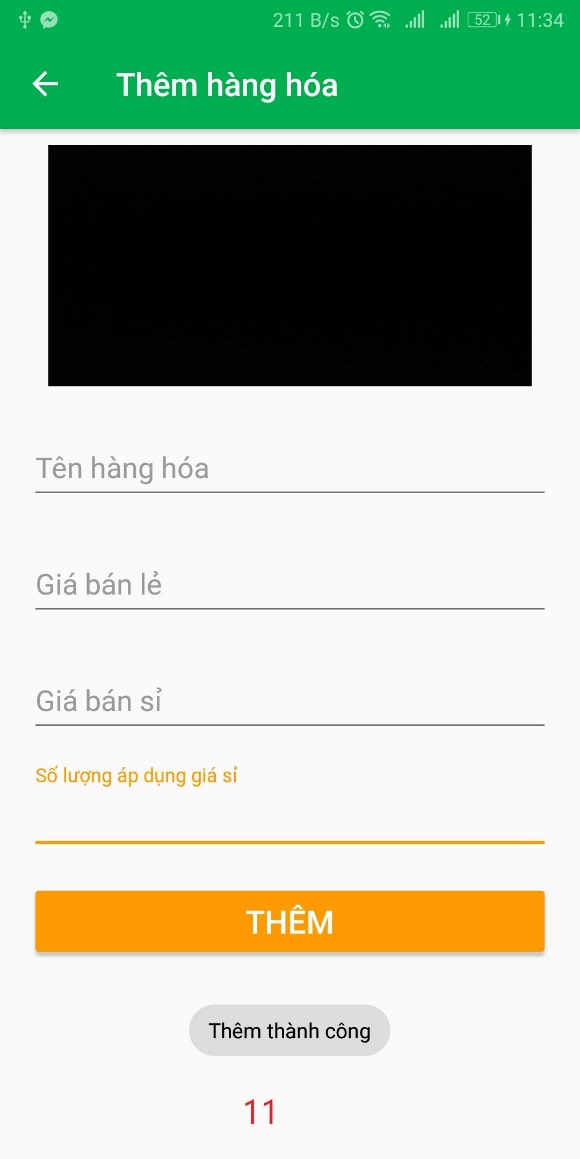 211 B/s 52 11:34
Thêm hàng hóa
Tên hàng hóa
Giá bán lẻ
Giá bán sỉ
Số lượng áp dụng giá sỉ
THÊM
Thêm thành công
11